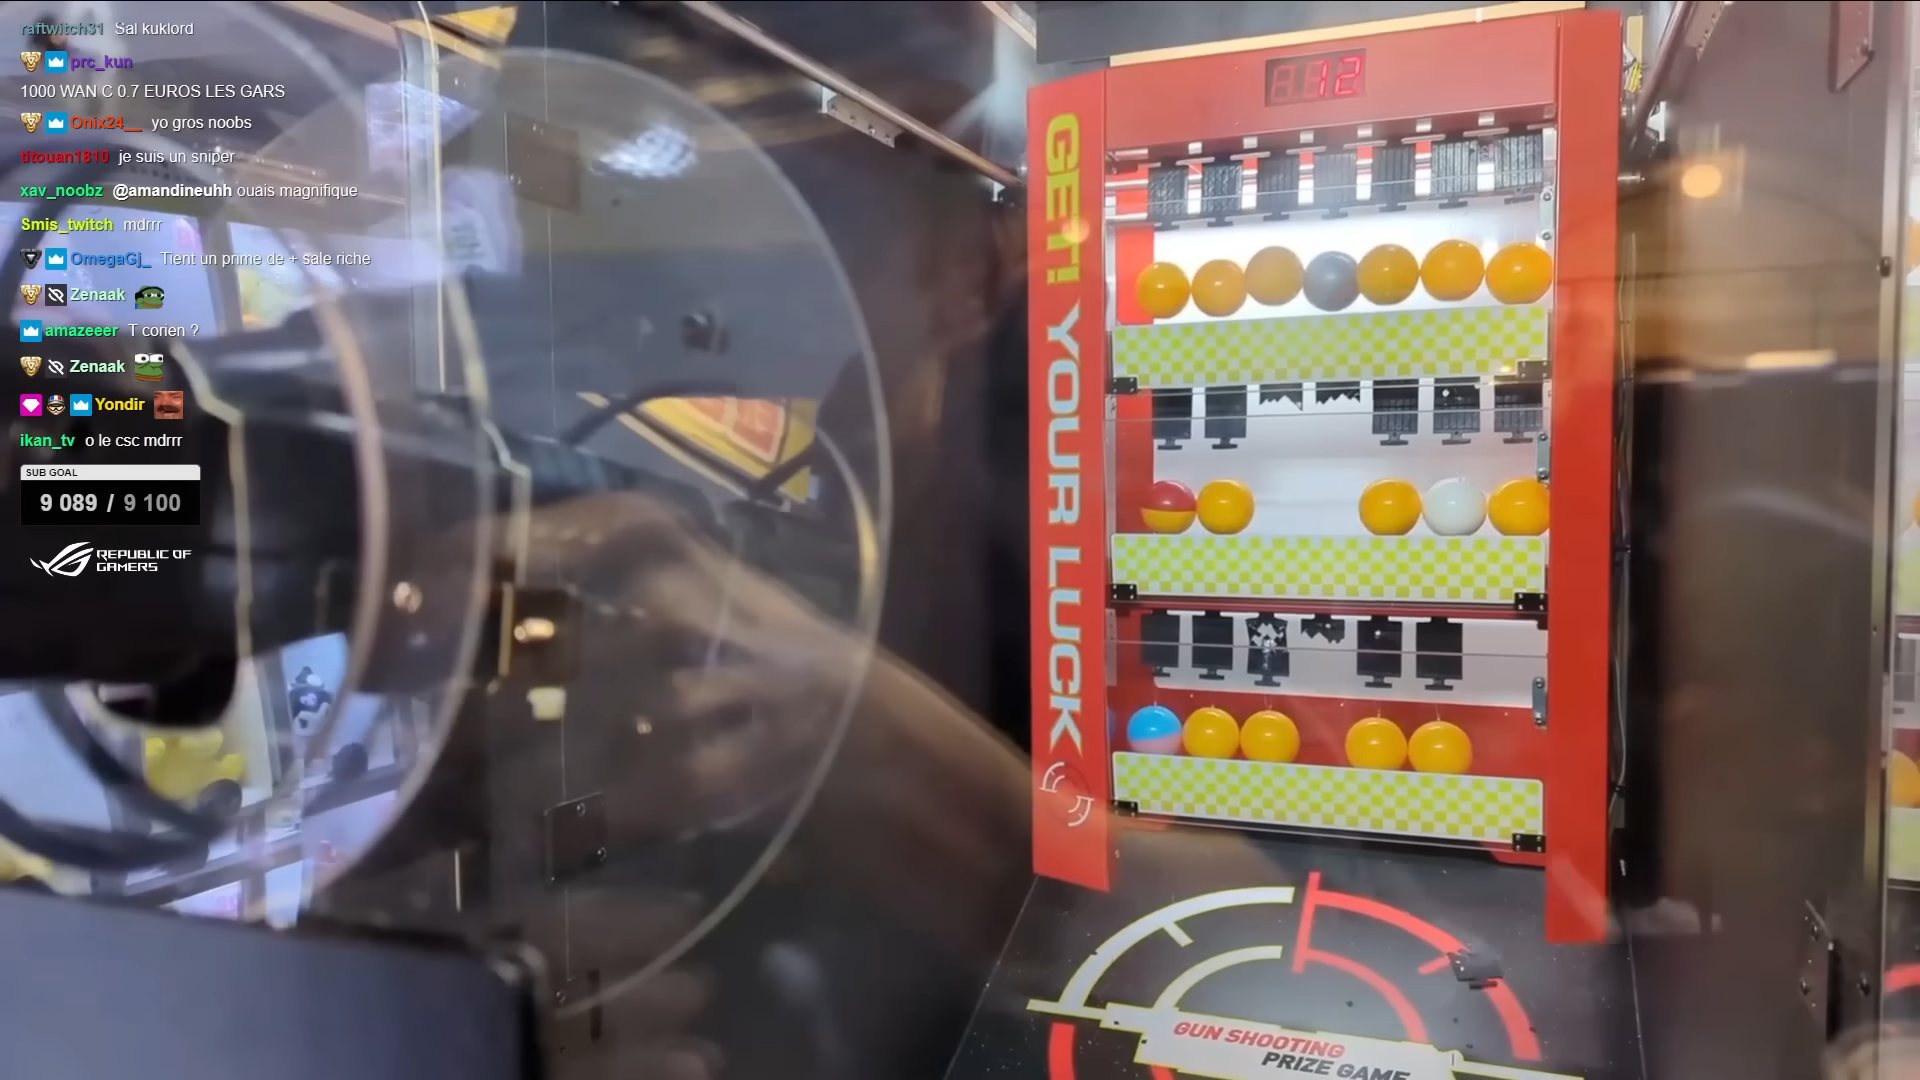 raftwitch31 Sal kuklord
prc_kun
1000 WAN C 0.7 EUROS LES GARS
Onix24__ yo gros noobs
titouan1810 je suis un sniper
xav_noobz @amandineuhh ouais magnifique
Smis_twitch mdrrr
OmegaGj_ Tient un prime de + sale riche
Zenaak
amazeeer T corien ?
Zenaak
Yondir
ikan_tv o le csc mdrrr
SUB GOAL
9 089 / 9 100
REPUBLIC OF
GAMERS
12
GET! YOUR LUCK
GUN SHOOTING
PRIZE GAME